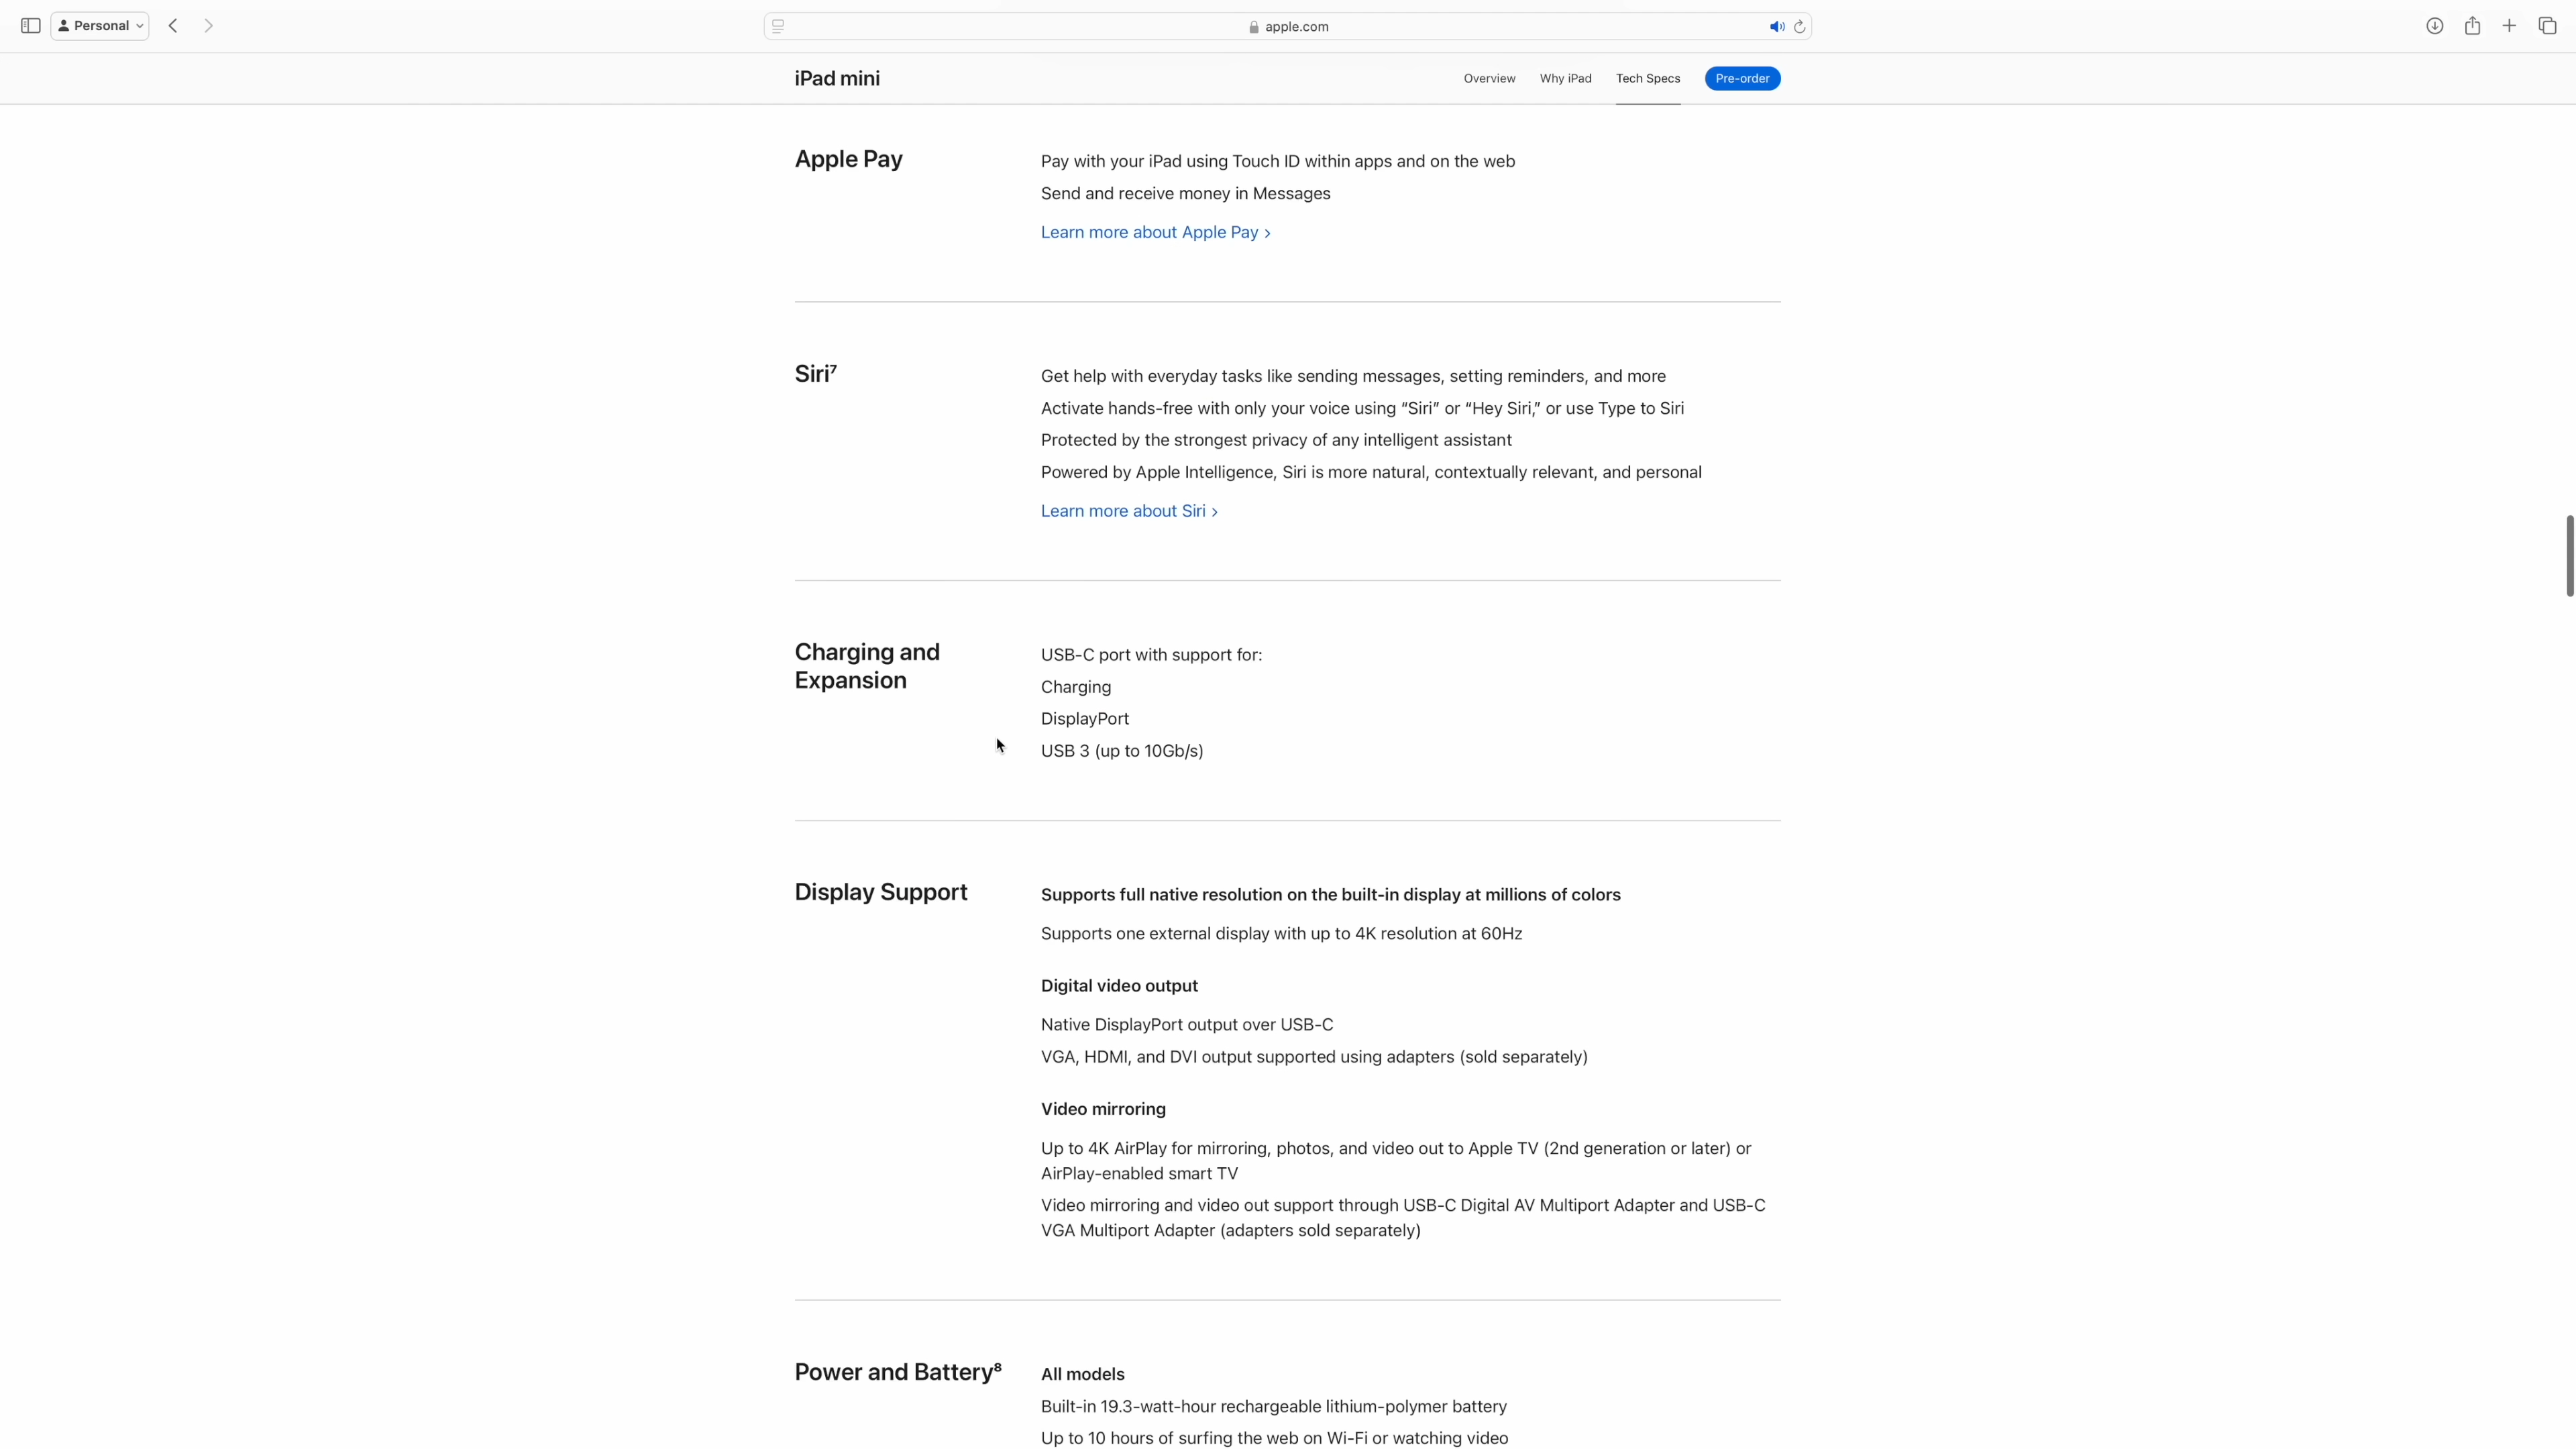 Personal
apple.com
iPad mini
Overview
Why iPad
Tech Specs
Pre-order
Apple Pay
Pay with your iPad using Touch ID within apps and on the web
Send and receive money in Messages
Learn more about Apple Pay >
Siri⁷
Get help with everyday tasks like sending messages, setting reminders, and more
Activate hands-free with only your voice using “Siri” or “Hey Siri,” or use Type to Siri
Protected by the strongest privacy of any intelligent assistant
Powered by Apple Intelligence, Siri is more natural, contextually relevant, and personal
Learn more about Siri >
Charging and
Expansion
USB-C port with support for:
Charging
DisplayPort
USB 3 (up to 10Gb/s)
Display Support
Supports full native resolution on the built-in display at millions of colors
Supports one external display with up to 4K resolution at 60Hz
Digital video output
Native DisplayPort output over USB-C
VGA, HDMI, and DVI output supported using adapters (sold separately)
Video mirroring
Up to 4K AirPlay for mirroring, photos, and video out to Apple TV (2nd generation or later) or
AirPlay-enabled smart TV
Video mirroring and video out support through USB-C Digital AV Multiport Adapter and USB-C
VGA Multiport Adapter (adapters sold separately)
Power and Battery⁸
All models
Built-in 19.3-watt-hour rechargeable lithium-polymer battery
Up to 10 hours of surfing the web on Wi-Fi or watching video